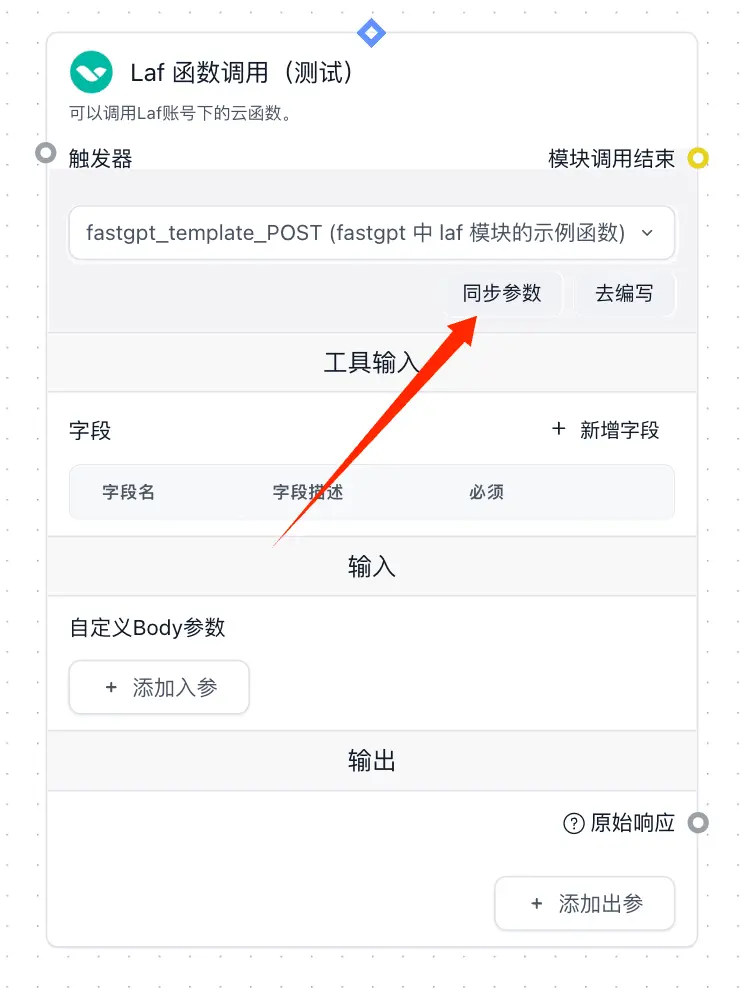 Laf 函数调用（测试）
可以调用Laf账号下的云函数。
触发器 模块调用结束
fastgpt_template_POST (fastgpt 中 laf 模块的示例函数)
同步参数 去编写
工具输入
字段 + 新增字段
字段名 字段描述 必须
输入
自定义Body参数
+ 添加入参
输出
? 原始响应
+ 添加出参